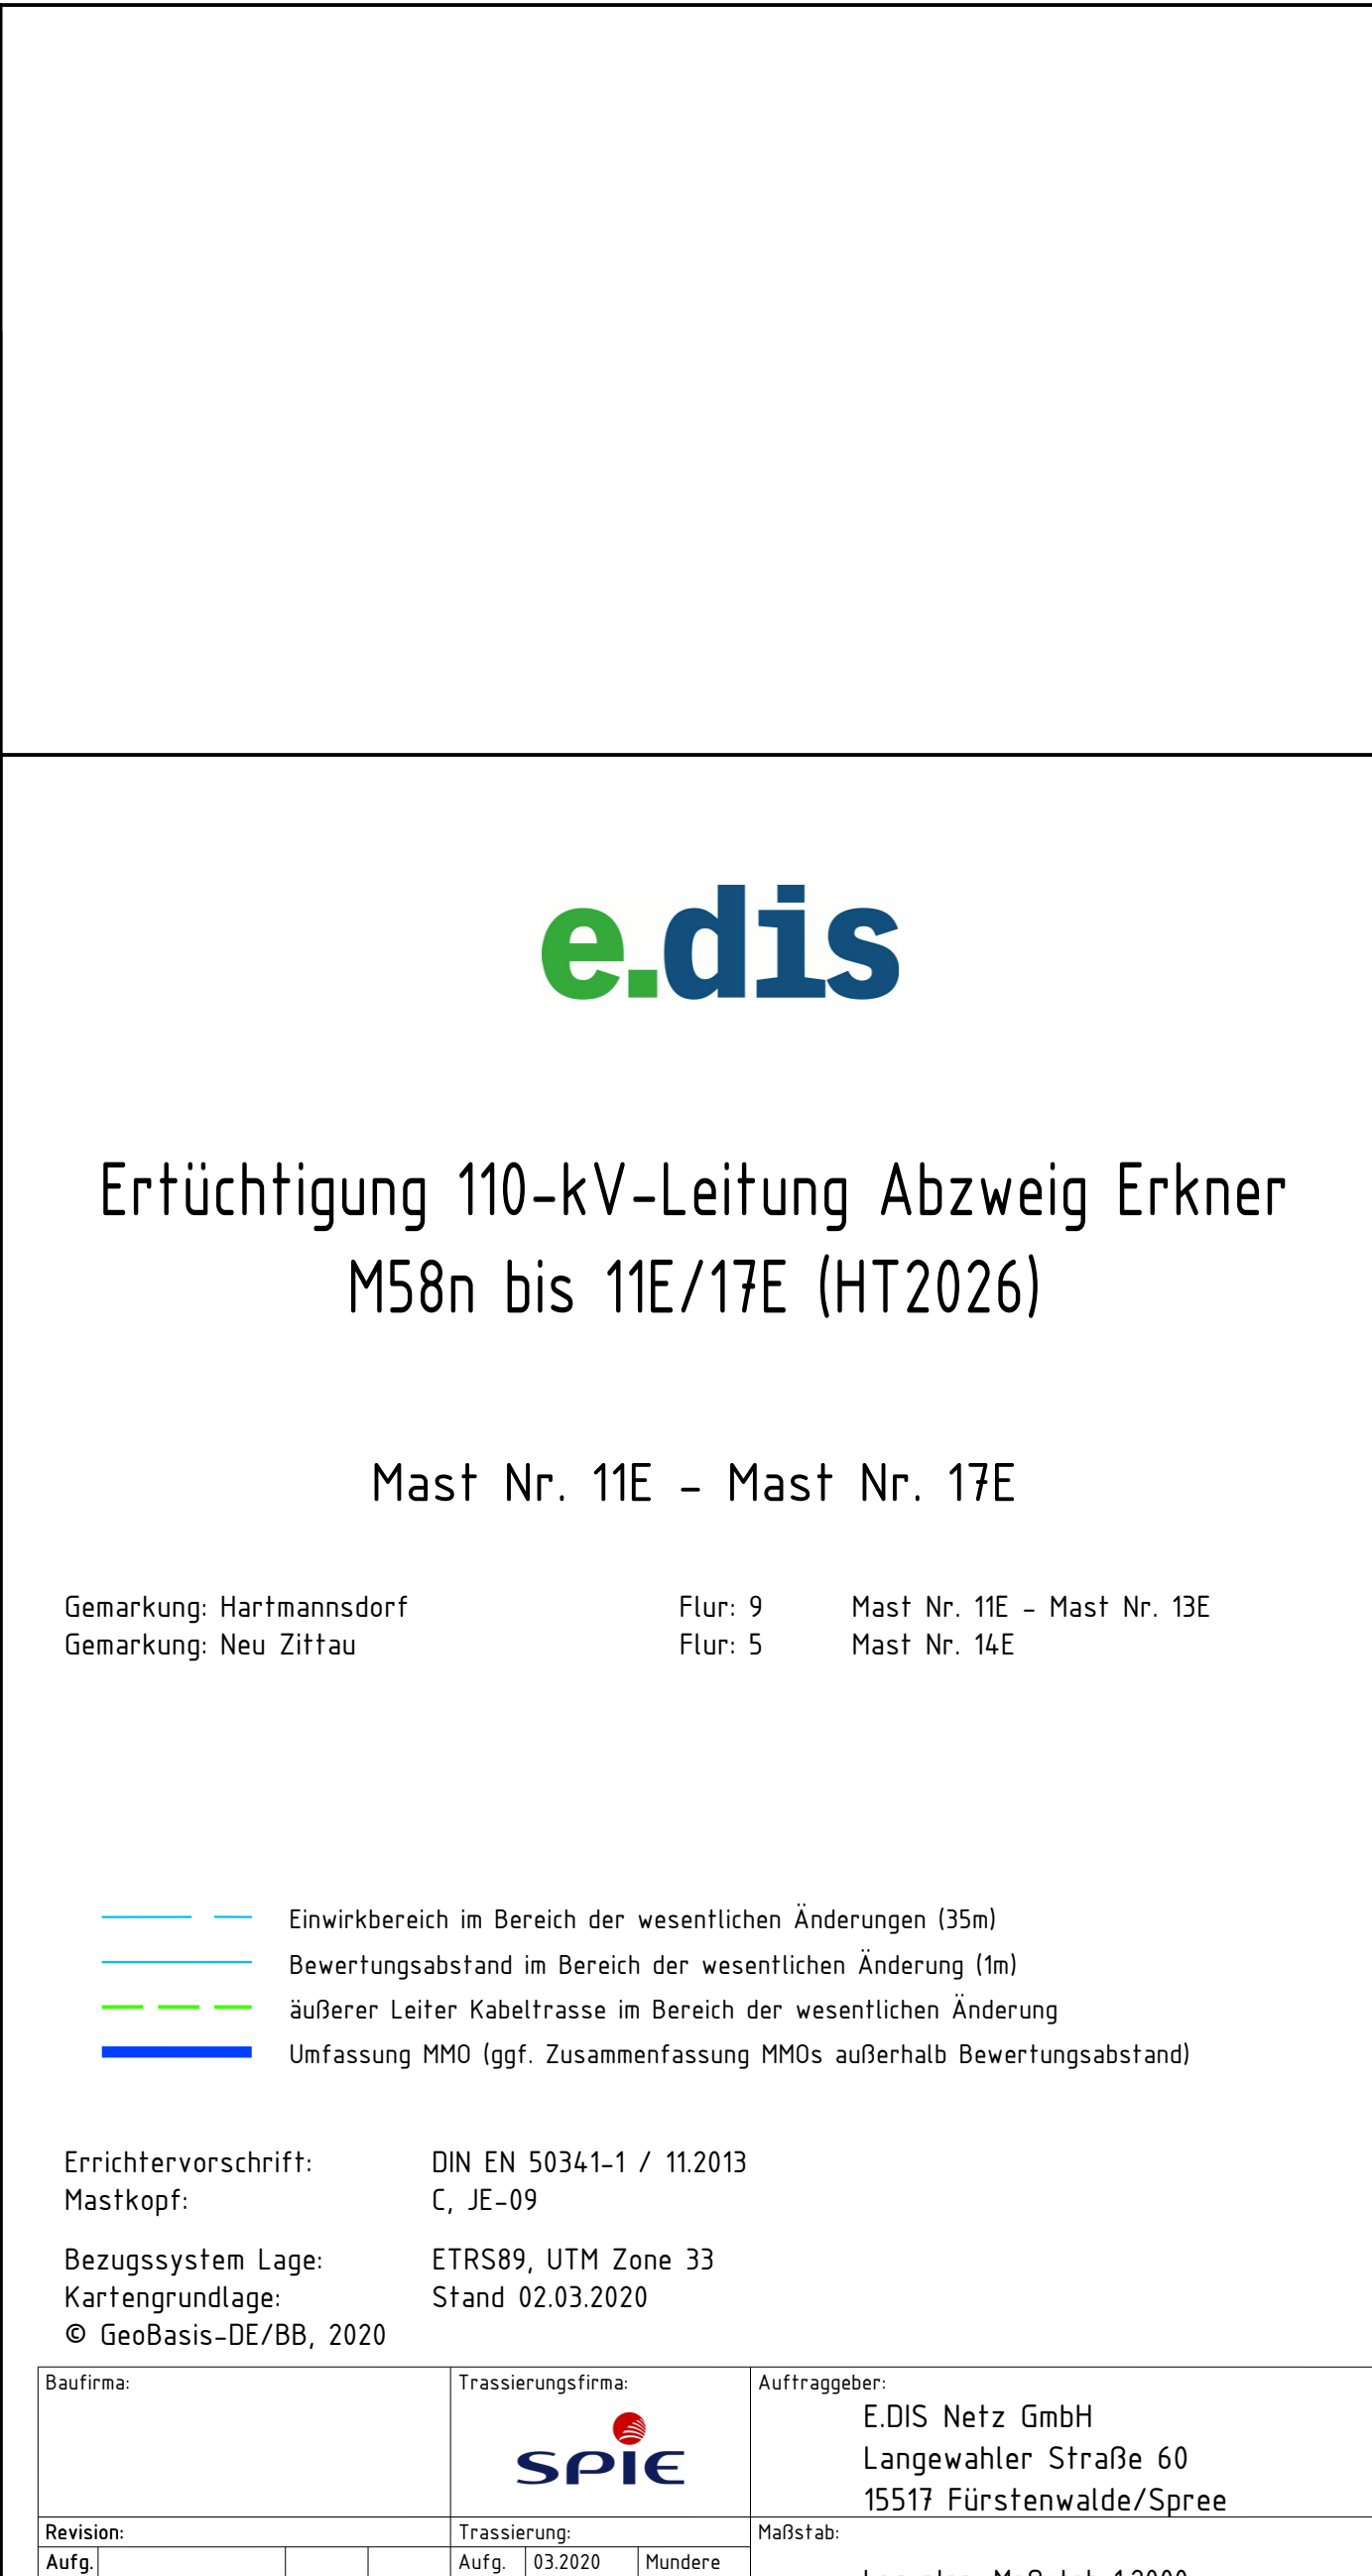 e.dis
Ertüchtigung 110-kV-Leitung Abzweig Erkner
M58n bis 11E/17E (HT2026)
Mast Nr. 11E - Mast Nr. 17E
Gemarkung: Hartmannsdorf Flur: 9 Mast Nr. 11E - Mast Nr. 13E
Gemarkung: Neu Zittau Flur: 5 Mast Nr. 14E
Einwirkbereich im Bereich der wesentlichen Änderungen (35m)
Bewertungsabstand im Bereich der wesentlichen Änderung (1m)
äußerer Leiter Kabeltrasse im Bereich der wesentlichen Änderung
Umfassung MMO (ggf. Zusammenfassung MMOs außerhalb Bewertungsabstand)
Errichtervorschrift: DIN EN 50341-1 / 11.2013
Mastkopf: C, JE-09
Bezugssystem Lage: ETRS89, UTM Zone 33
Kartengrundlage: Stand 02.03.2020
© GeoBasis-DE/BB, 2020
Baufirma: Trassierungsfirma: Auftraggeber:
SPIE
E.DIS Netz GmbH
Langewahler Straße 60
15517 Fürstenwalde/Spree
Revision: Trassierung: Maßstab:
Aufg. Aufg. 03.2020 Mundere